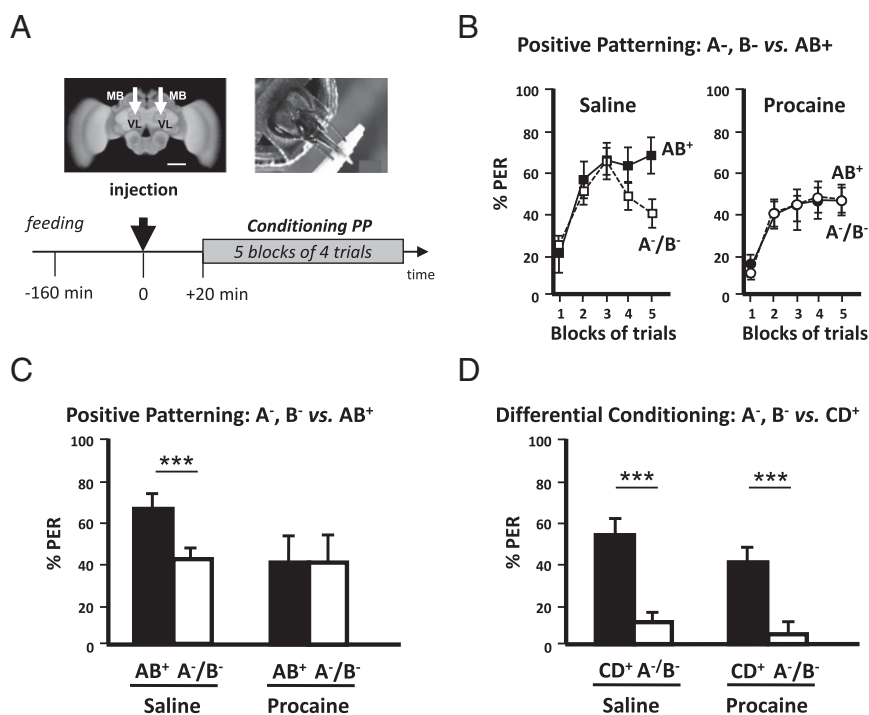 A
MB MB
VL VL
injection
feeding
Conditioning PP
5 blocks of 4 trials
time
-160 min 0 +20 min
B
Positive Patterning: A-, B- vs. AB+
Saline
% PER
100
80
60
40
20
0
AB⁺
A⁻/B⁻
1 2 3 4 5
Blocks of trials
Procaine
100
80
60
40
20
0
AB⁺
A⁻/B⁻
1 2 3 4 5
Blocks of trials
C
Positive Patterning: A⁻, B⁻ vs. AB⁺
% PER
100
80
60
40
20
0
***
AB⁺ A⁻/B⁻ AB⁺ A⁻/B⁻
Saline Procaine
D
Differential Conditioning: A⁻, B⁻ vs. CD⁺
% PER
100
80
60
40
20
0
*** ***
CD⁺ A⁻/B⁻ CD⁺ A⁻/B⁻
Saline Procaine